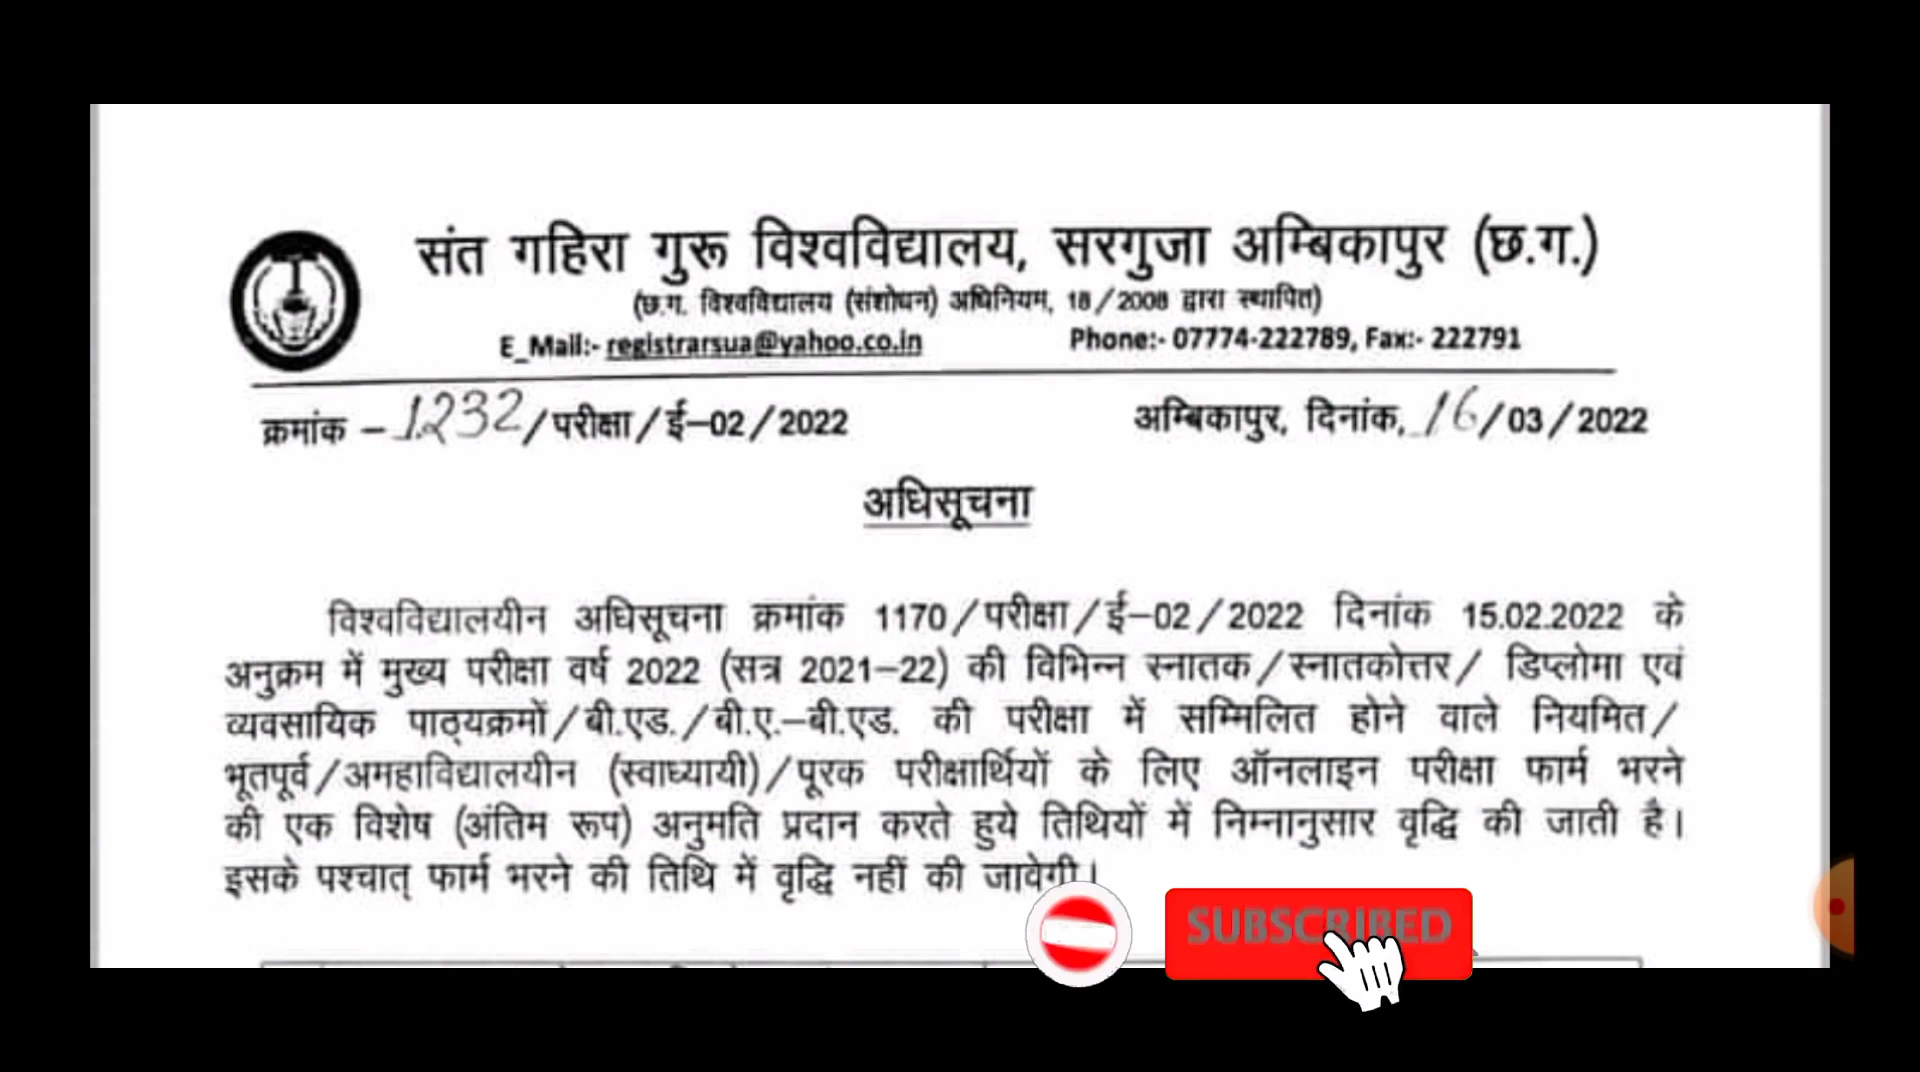 संत गहिरा गुरू विश्वविद्यालय, सरगुजा अम्बिकापुर (छ.ग.)
(छ.ग. विश्वविद्यालय (संशोधन) अधिनियम, 18/2008 द्वारा स्थापित)
E_Mail:- registrarsua@yahoo.co.in Phone:- 07774-222789, Fax:- 222791
क्रमांक – 1232/परीक्षा/ई–02/2022 अम्बिकापुर, दिनांक, 16/03/2022
अधिसूचना
विश्वविद्यालयीन अधिसूचना क्रमांक 1170/परीक्षा/ई–02/2022 दिनांक 15.02.2022 के
अनुक्रम में मुख्य परीक्षा वर्ष 2022 (सत्र 2021–22) की विभिन्न स्नातक/स्नातकोत्तर/ डिप्लोमा एवं
व्यवसायिक पाठ्यक्रमों/बी.एड./बी.ए.–बी.एड. की परीक्षा में सम्मिलित होने वाले नियमित/
भूतपूर्व/अमहाविद्यालयीन (स्वाध्यायी)/पूरक परीक्षार्थियों के लिए ऑनलाइन परीक्षा फार्म भरने
की एक विशेष (अंतिम रूप) अनुमति प्रदान करते हुये तिथियों में निम्नानुसार वृद्धि की जाती है।
इसके पश्चात् फार्म भरने की तिथि में वृद्धि नहीं की जावेगी।
SUBSCRIBED